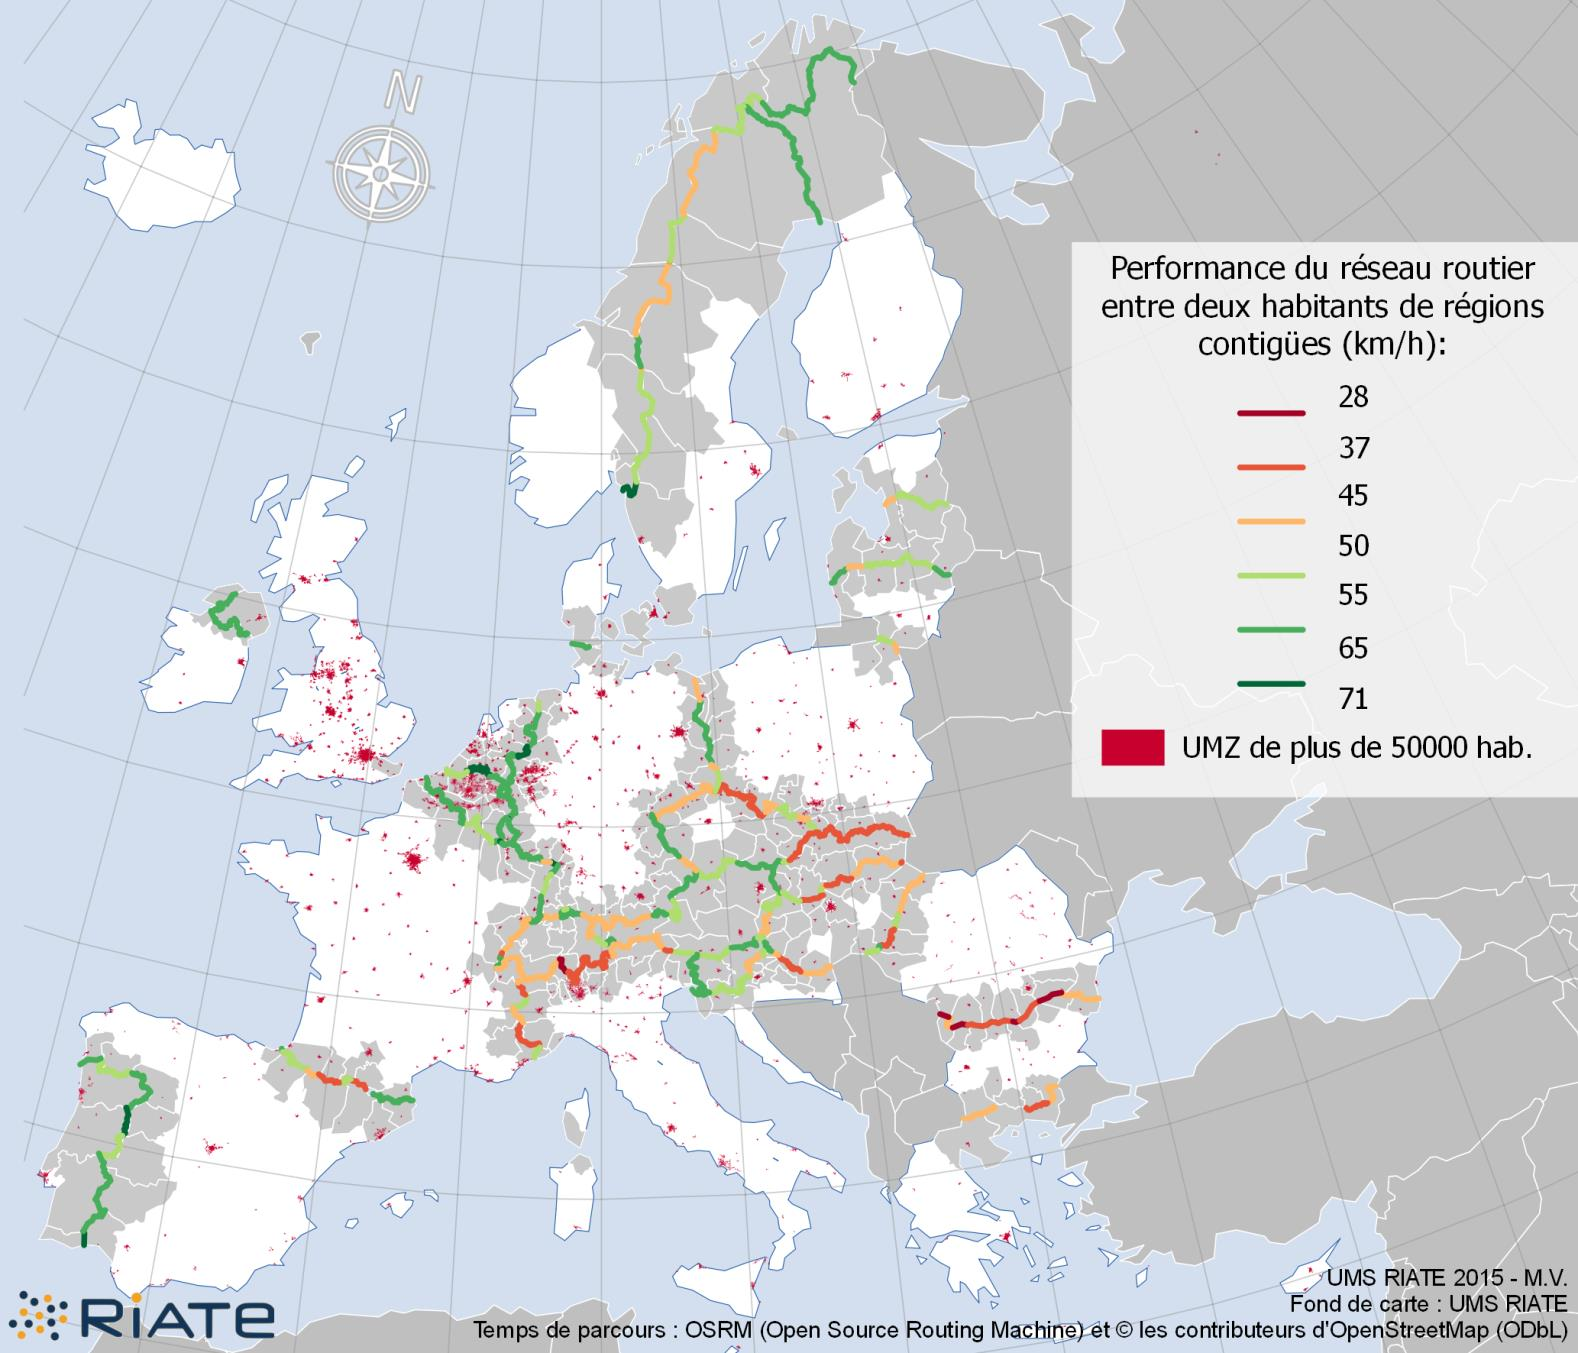 N
Performance du réseau routier
entre deux habitants de régions
contigües (km/h):
28
37
45
50
55
65
71
UMZ de plus de 50000 hab.
RIATE
UMS RIATE 2015 - M.V.
Fond de carte : UMS RIATE
Temps de parcours : OSRM (Open Source Routing Machine) et © les contributeurs d'OpenStreetMap (ODbL)